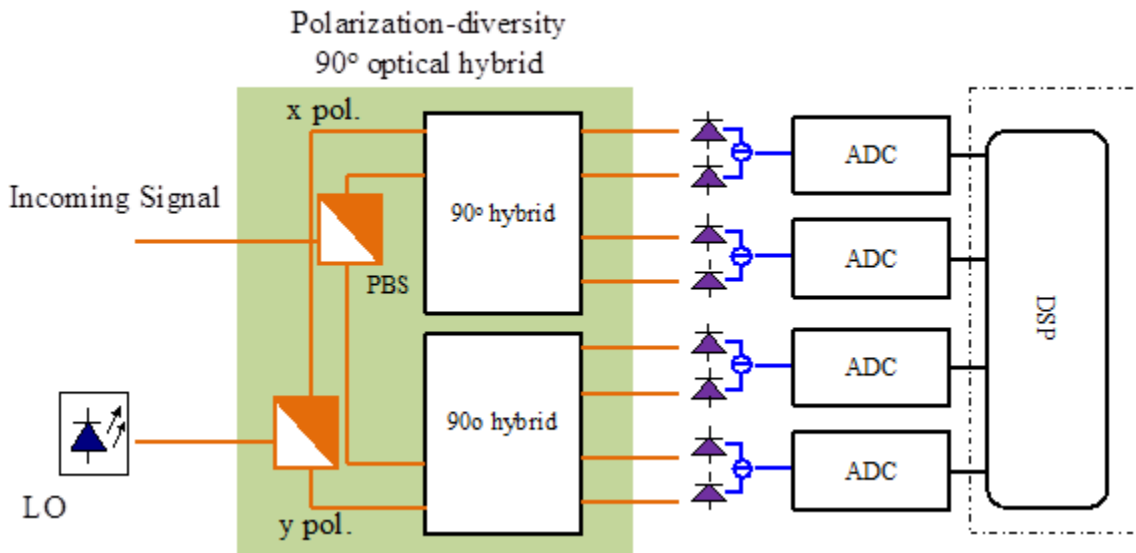 Polarization-diversity
90° optical hybrid
x pol.
Incoming Signal
PBS
90° hybrid
90o hybrid
LO
y pol.
ADC
ADC
ADC
ADC
DSP